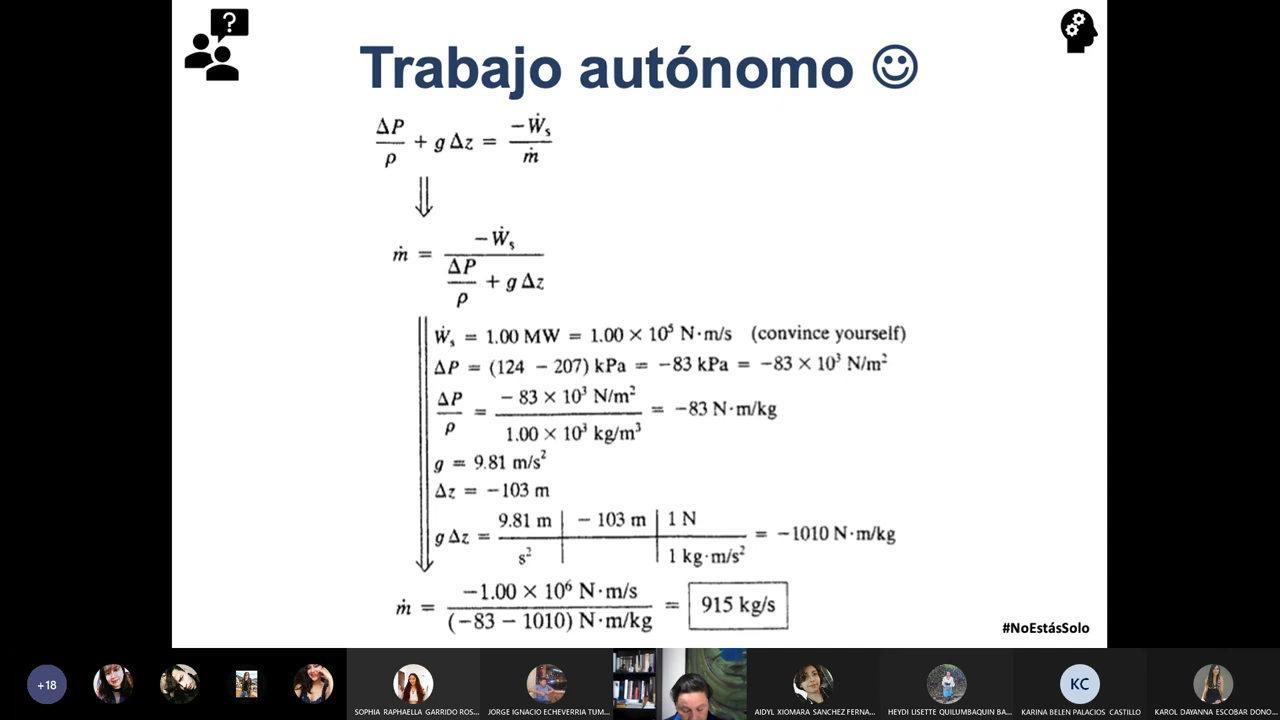 ?
Trabajo autónomo ☺
ΔP/ρ + g Δz = −Ẇs/ṁ
⇓
ṁ = −Ẇs / (ΔP/ρ + g Δz)
Ẇs = 1.00 MW = 1.00 × 10⁵ N·m/s (convince yourself)
ΔP = (124 − 207) kPa = −83 kPa = −83 × 10³ N/m²
ΔP/ρ = − 83 × 10³ N/m² / 1.00 × 10³ kg/m³ = −83 N·m/kg
g = 9.81 m/s²
Δz = −103 m
g Δz = 9.81 m | − 103 m | 1 N / s² | | 1 kg·m/s² = −1010 N·m/kg
ṁ = −1.00 × 10⁶ N·m/s / (−83 − 1010) N·m/kg = 915 kg/s
#NoEstásSolo
+18
SOPHIA RAPHAELLA GARRIDO ROS...
JORGE IGNACIO ECHEVERRIA TUM...
AIDYL XIOMARA SANCHEZ FERNA...
HEYDI LISETTE QUILUMBAQUIN BA...
KC
KARINA BELEN PALACIOS CASTILLO
KAROL DAYANNA ESCOBAR DONO...